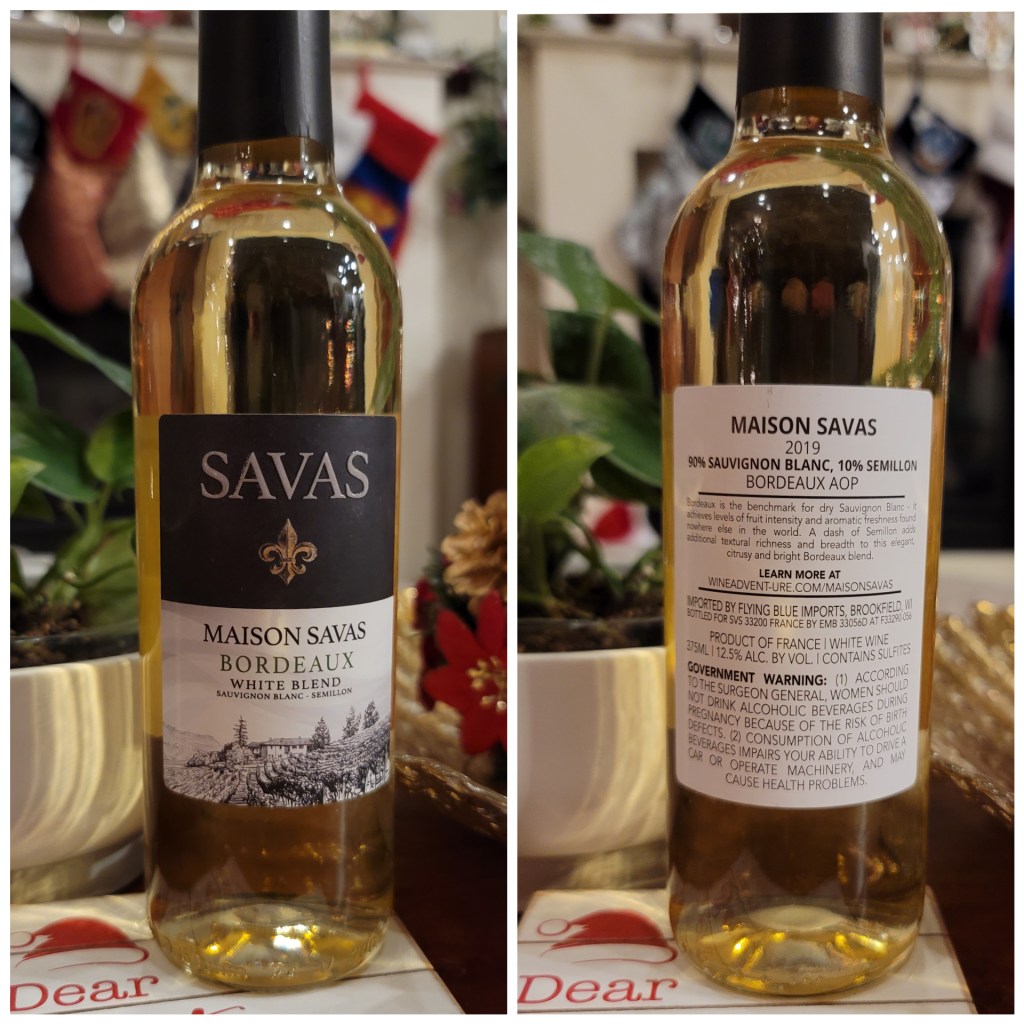 SAVAS
MAISON SAVAS
BORDEAUX
WHITE BLEND
SAUVIGNON BLANC - SEMILLON
Dear
MAISON SAVAS
2019
90% SAUVIGNON BLANC, 10% SEMILLON
BORDEAUX AOP
Bordeaux is the benchmark for dry Sauvignon Blanc - it
achieves levels of fruit intensity and aromatic freshness found
nowhere else in the world. A dash of Semillon adds
additional textural richness and breadth to this elegant,
citrusy and bright Bordeaux blend.
LEARN MORE AT
WINEADVENT-URE.COM/MAISONSAVAS
IMPORTED BY FLYING BLUE IMPORTS, BROOKFIELD, WI
BOTTLED FOR SVS 33200 FRANCE BY EMB 33056D AT F33290-056
PRODUCT OF FRANCE | WHITE WINE
375ML | 12.5% ALC. BY VOL. | CONTAINS SULFITES
GOVERNMENT WARNING: (1) ACCORDING
TO THE SURGEON GENERAL, WOMEN SHOULD
NOT DRINK ALCOHOLIC BEVERAGES DURING
PREGNANCY BECAUSE OF THE RISK OF BIRTH
DEFECTS. (2) CONSUMPTION OF ALCOHOLIC
BEVERAGES IMPAIRS YOUR ABILITY TO DRIVE A
CAR OR OPERATE MACHINERY, AND MAY
CAUSE HEALTH PROBLEMS.
Dear